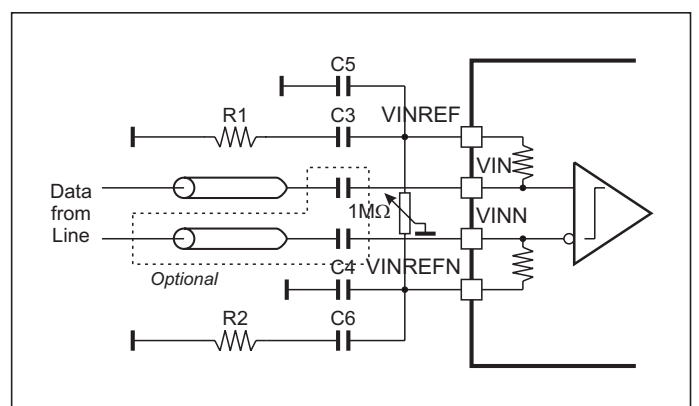 C5
R1
C3
VINREF
VIN
Data
from
Line
1MΩ
VINN
Optional
C4
VINREFN
R2
C6